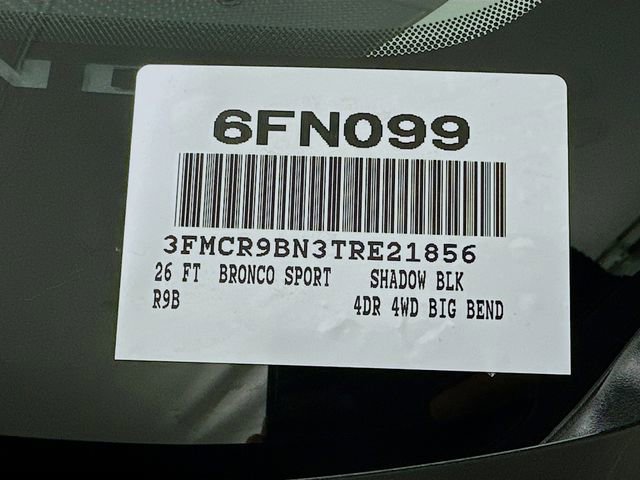 6FN099
3FMCR9BN3TRE21856
26 FT BRONCO SPORT SHADOW BLK
R9B 4DR 4WD BIG BEND